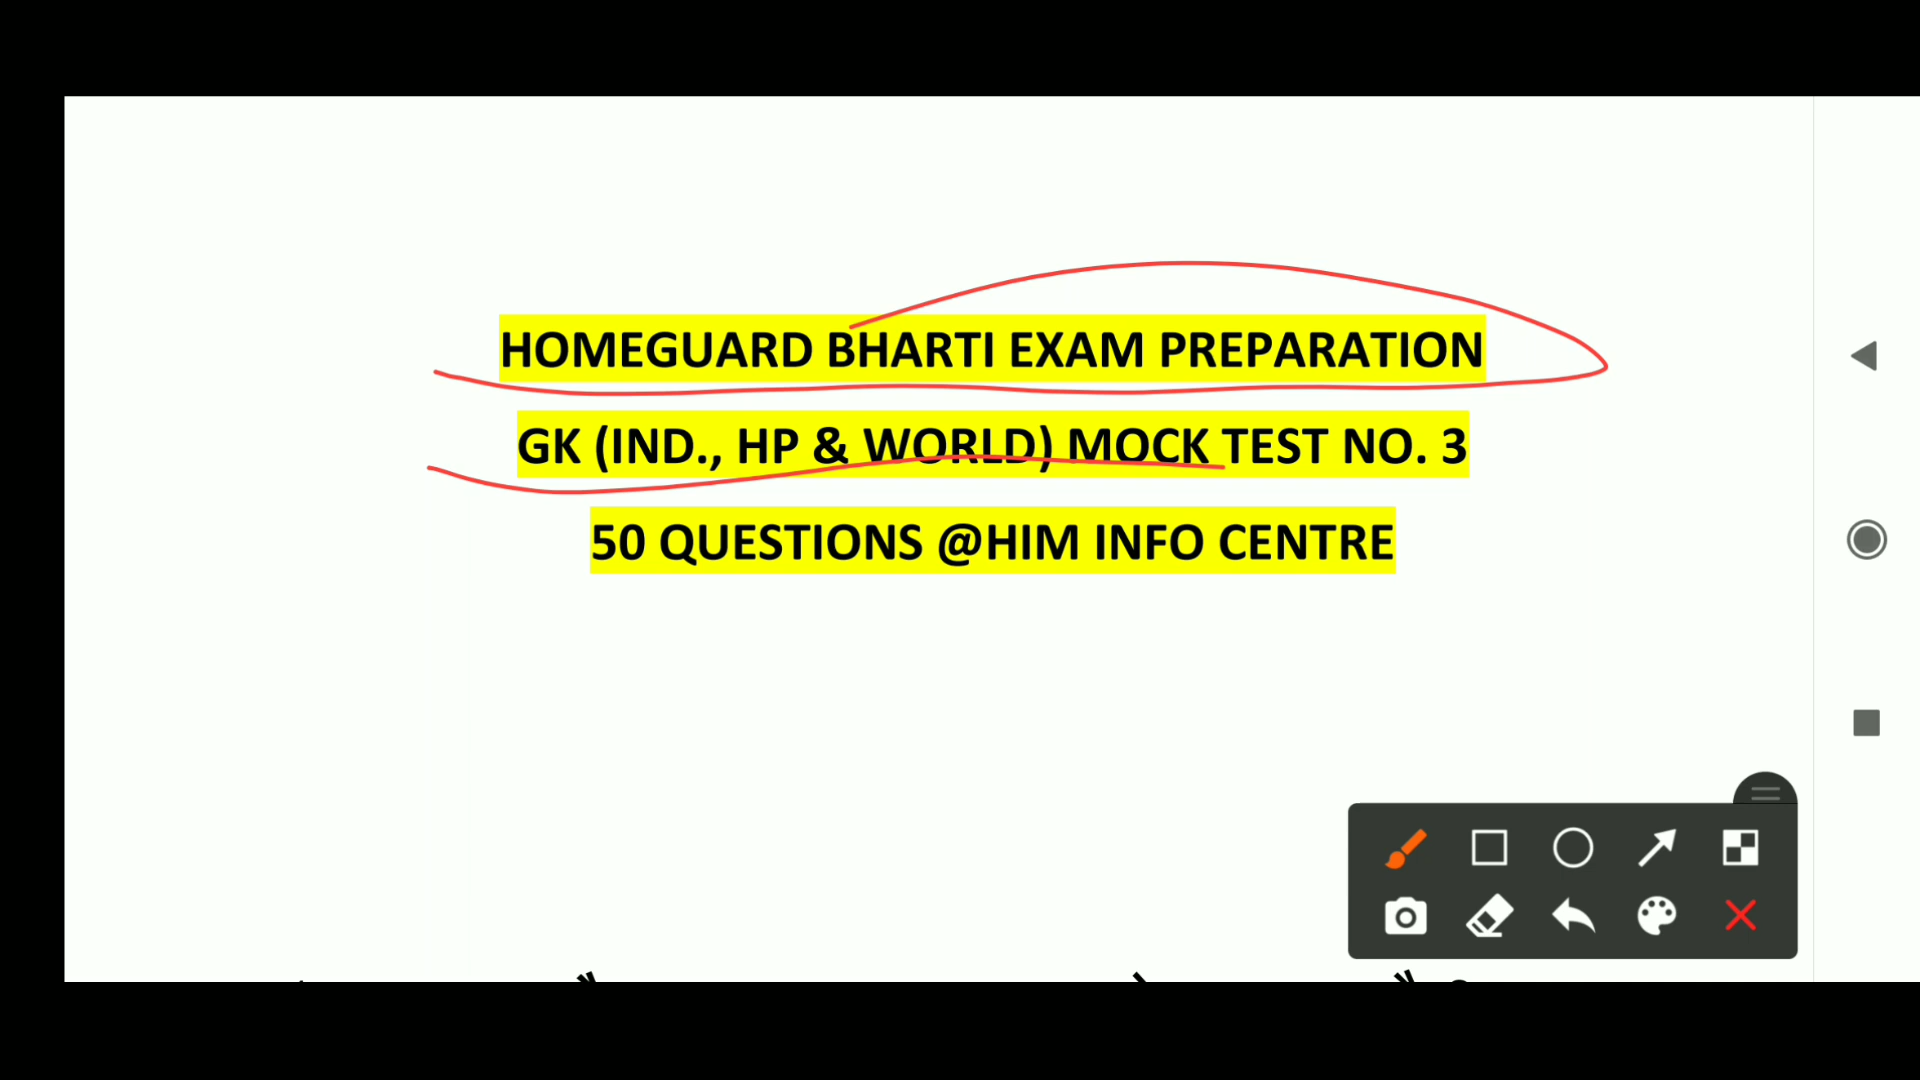 HOMEGUARD BHARTI EXAM PREPARATION
GK (IND., HP & WORLD) MOCK TEST NO. 3
50 QUESTIONS @HIM INFO CENTRE